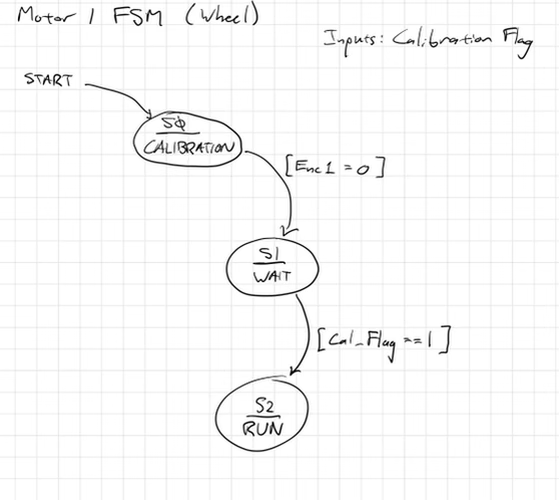 Motor 1 FSM (Wheel)
Inputs: Calibration Flag
START
S0
CALIBRATION
[Enc1 = 0]
S1
WAIT
[Cal_Flag == 1]
S2
RUN